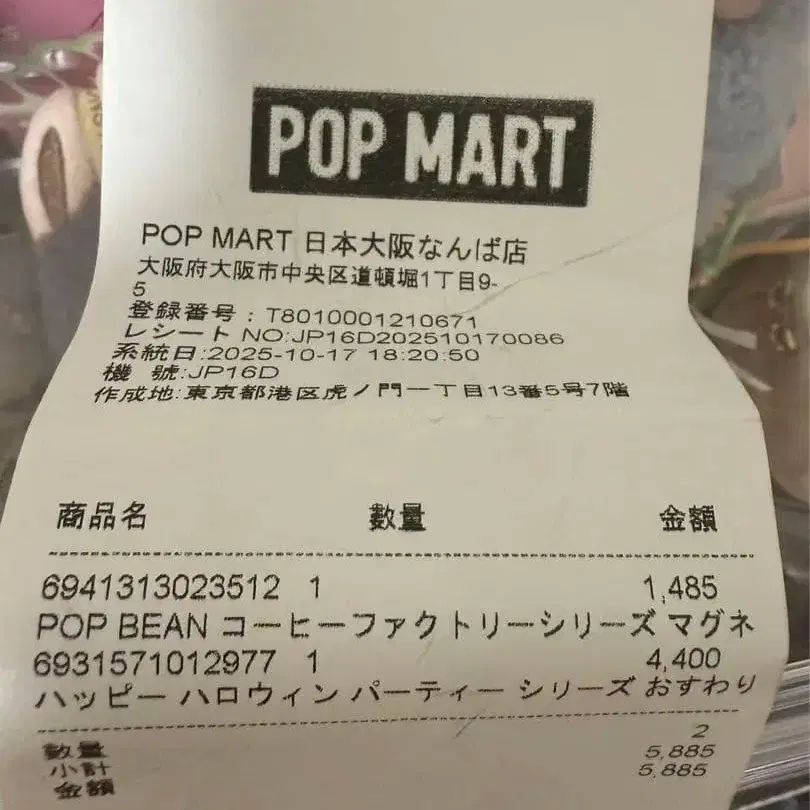 POP MART
POP MART 日本大阪なんば店
大阪府大阪市中央区道頓堀1丁目9-
5
登録番号 : T8010001210671
レシート NO:JP16D202510170086
系統日:2025-10-17 18:20:50
機 號:JP16D
作成地:東京都港区虎ノ門一丁目13番5号7階
商品名 數量 金額
6941313023512 1 1,485
POP BEAN コーヒーファクトリーシリーズ マグネ
6931571012977 1 4,400
ハッピー ハロウィン パーティー シリーズ おすわり
數量 2
小計 5,885
金額 5,885